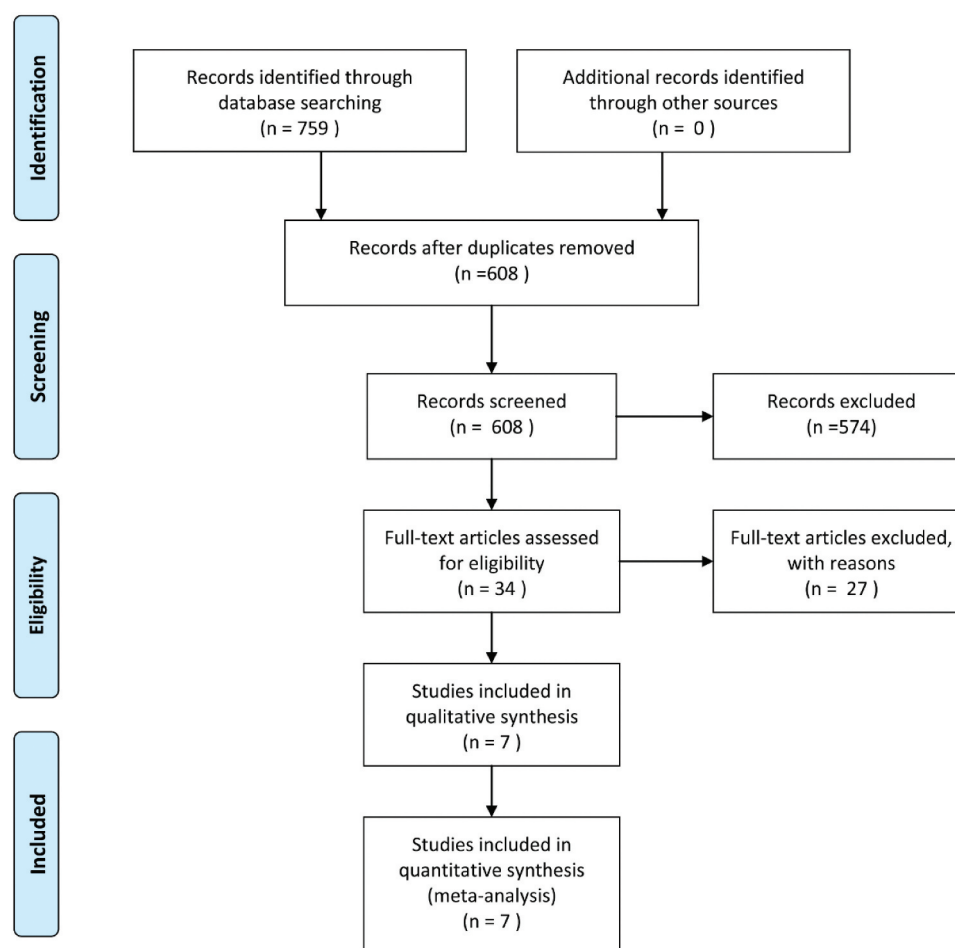 Identification
Records identified through
database searching
(n = 759 )
Additional records identified
through other sources
(n =  0 )
Records after duplicates removed
(n =608 )
Screening
Records screened
(n =  608 )
Records excluded
(n =574)
Eligibility
Full-text articles assessed
for eligibility
(n = 34 )
Full-text articles excluded,
with reasons
(n =  27 )
Studies included in
qualitative synthesis
(n = 7 )
Included
Studies included in
quantitative synthesis
(meta-analysis)
(n = 7 )